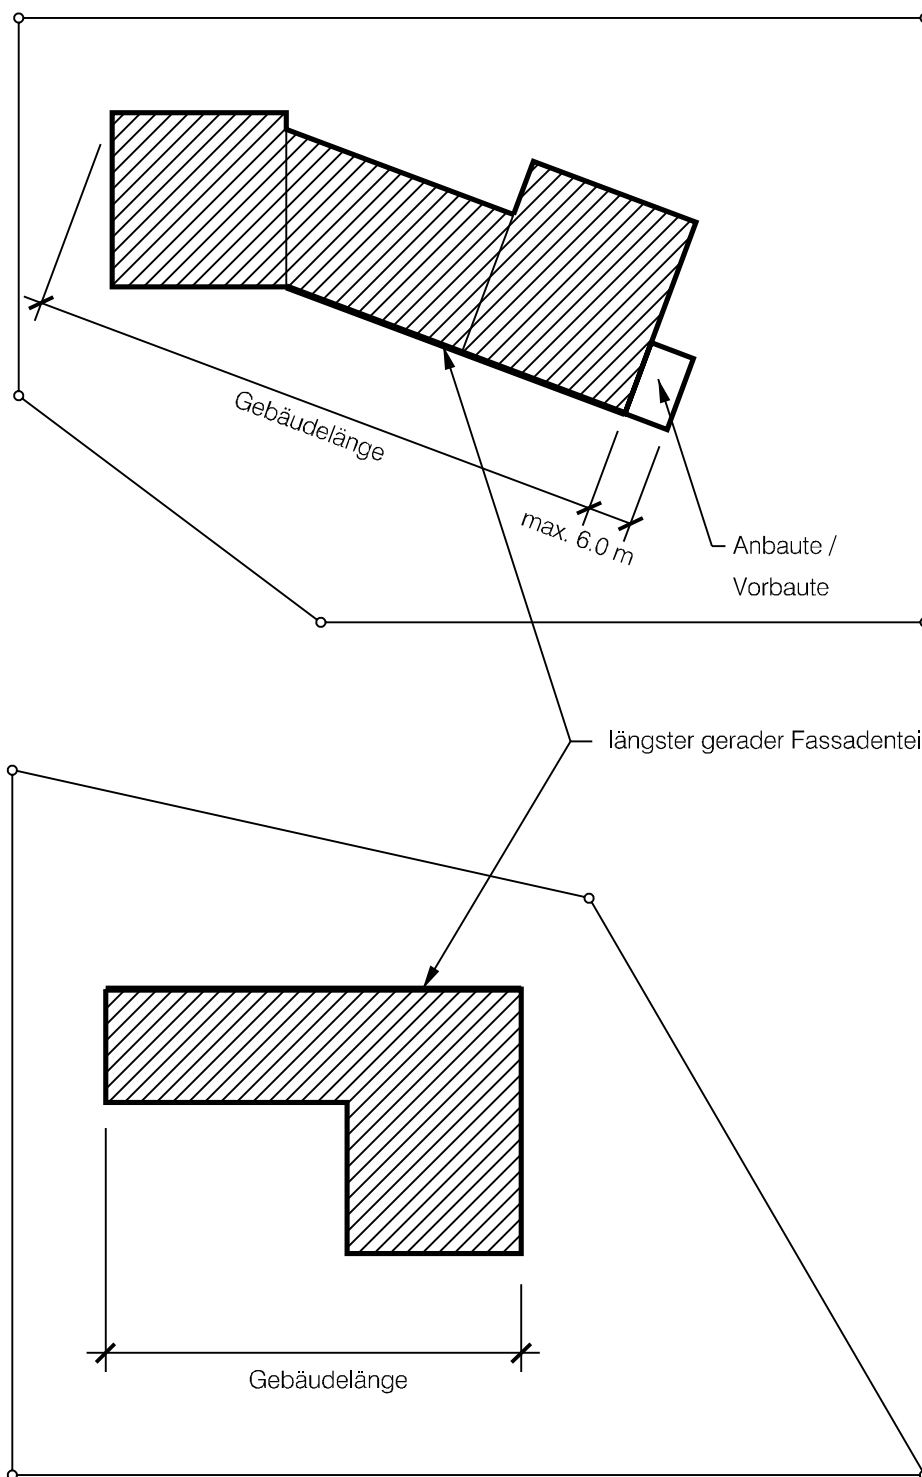 Gebäudelänge
max. 6.0 m
Anbaute /
Vorbaute
längster gerader Fassadentei
Gebäudelänge